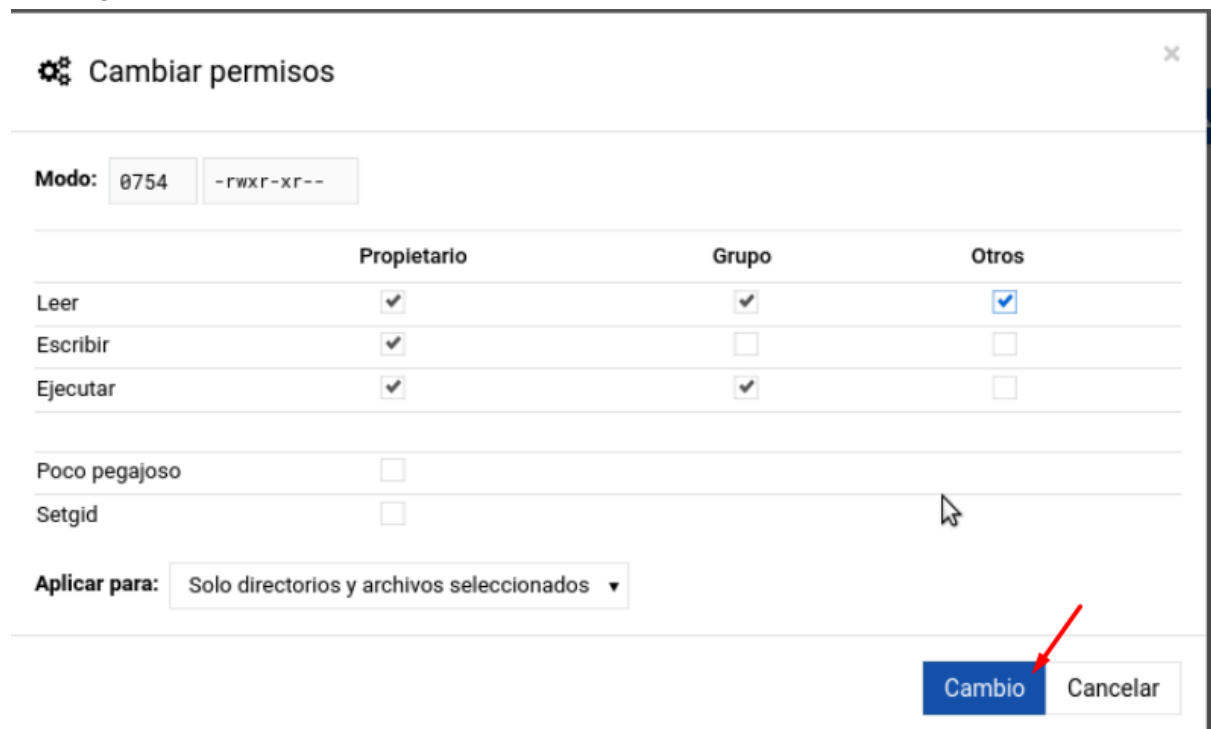 Cambiar permisos
Modo: 0754 -rwxr-xr--
Propietario Grupo Otros
Leer
Escribir
Ejecutar
Poco pegajoso
Setgid
Aplicar para: Solo directorios y archivos seleccionados
Cambio Cancelar